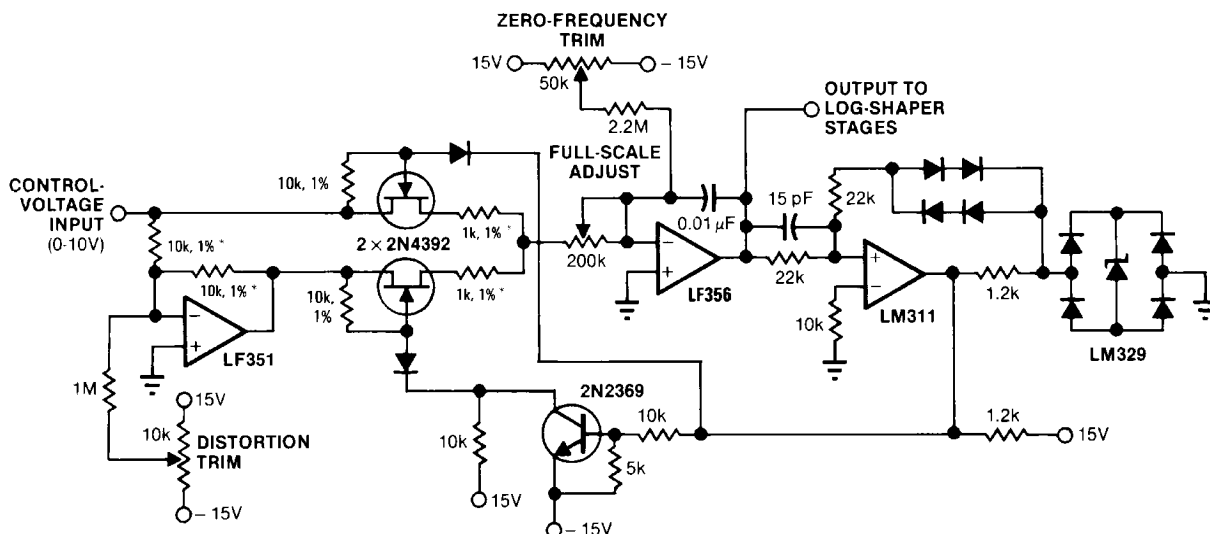 ZERO-FREQUENCY
TRIM
15V
– 15V
50k
2.2M
OUTPUT TO
LOG-SHAPER
STAGES
FULL-SCALE
ADJUST
CONTROL-
VOLTAGE
INPUT
(0-10V)
10k, 1%
10k, 1% *
2 × 2N4392
1k, 1% *
10k, 1% *
10k,
1%
1k, 1% *
200k
0.01 µF
–
+
LF356
15 pF
22k
22k
10k
+
–
LM311
1.2k
LM329
–
+
LF351
1M
15V
10k
DISTORTION
TRIM
– 15V
10k
15V
2N2369
10k
5k
– 15V
1.2k
15V